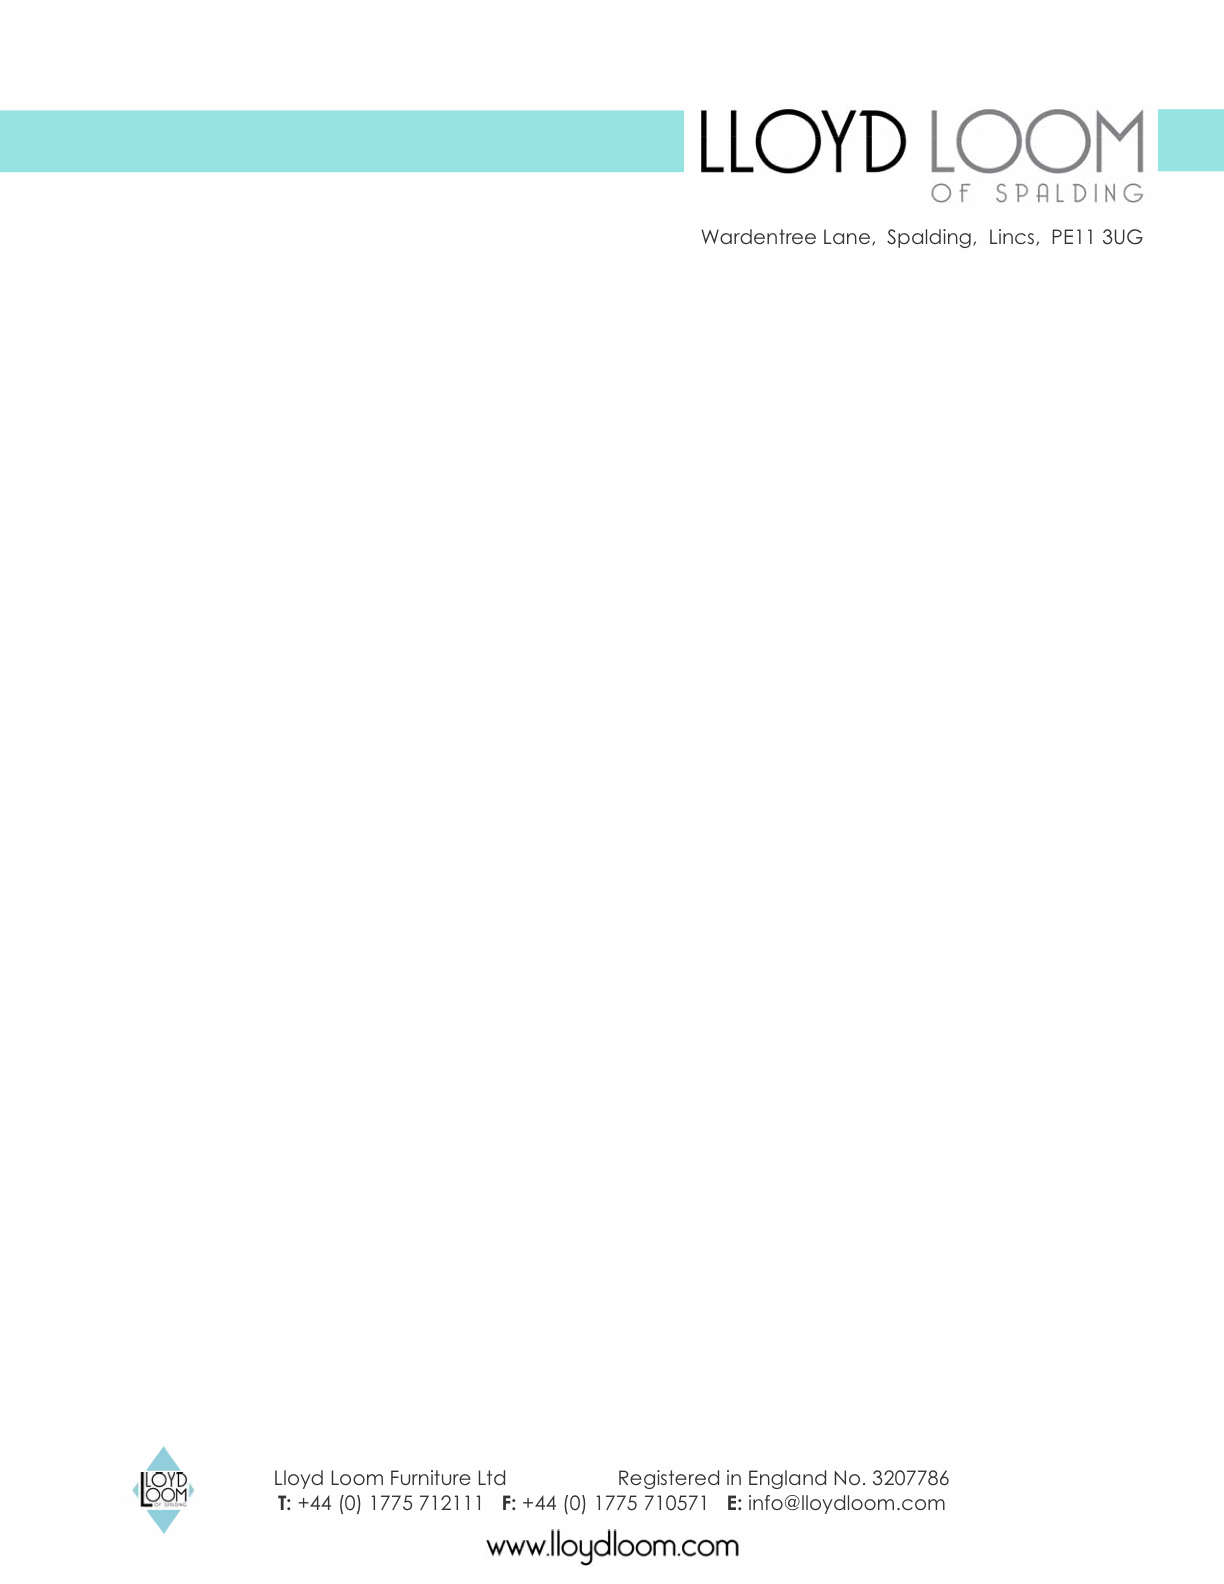 LLOYD LOOM
OF SPALDING
Wardentree Lane, Spalding, Lincs, PE11 3UG
LLOYD
LOOM
OF SPALDING
Lloyd Loom Furniture Ltd Registered in England No. 3207786
T: +44 (0) 1775 712111 F: +44 (0) 1775 710571 E: info@lloydloom.com
www.lloydloom.com